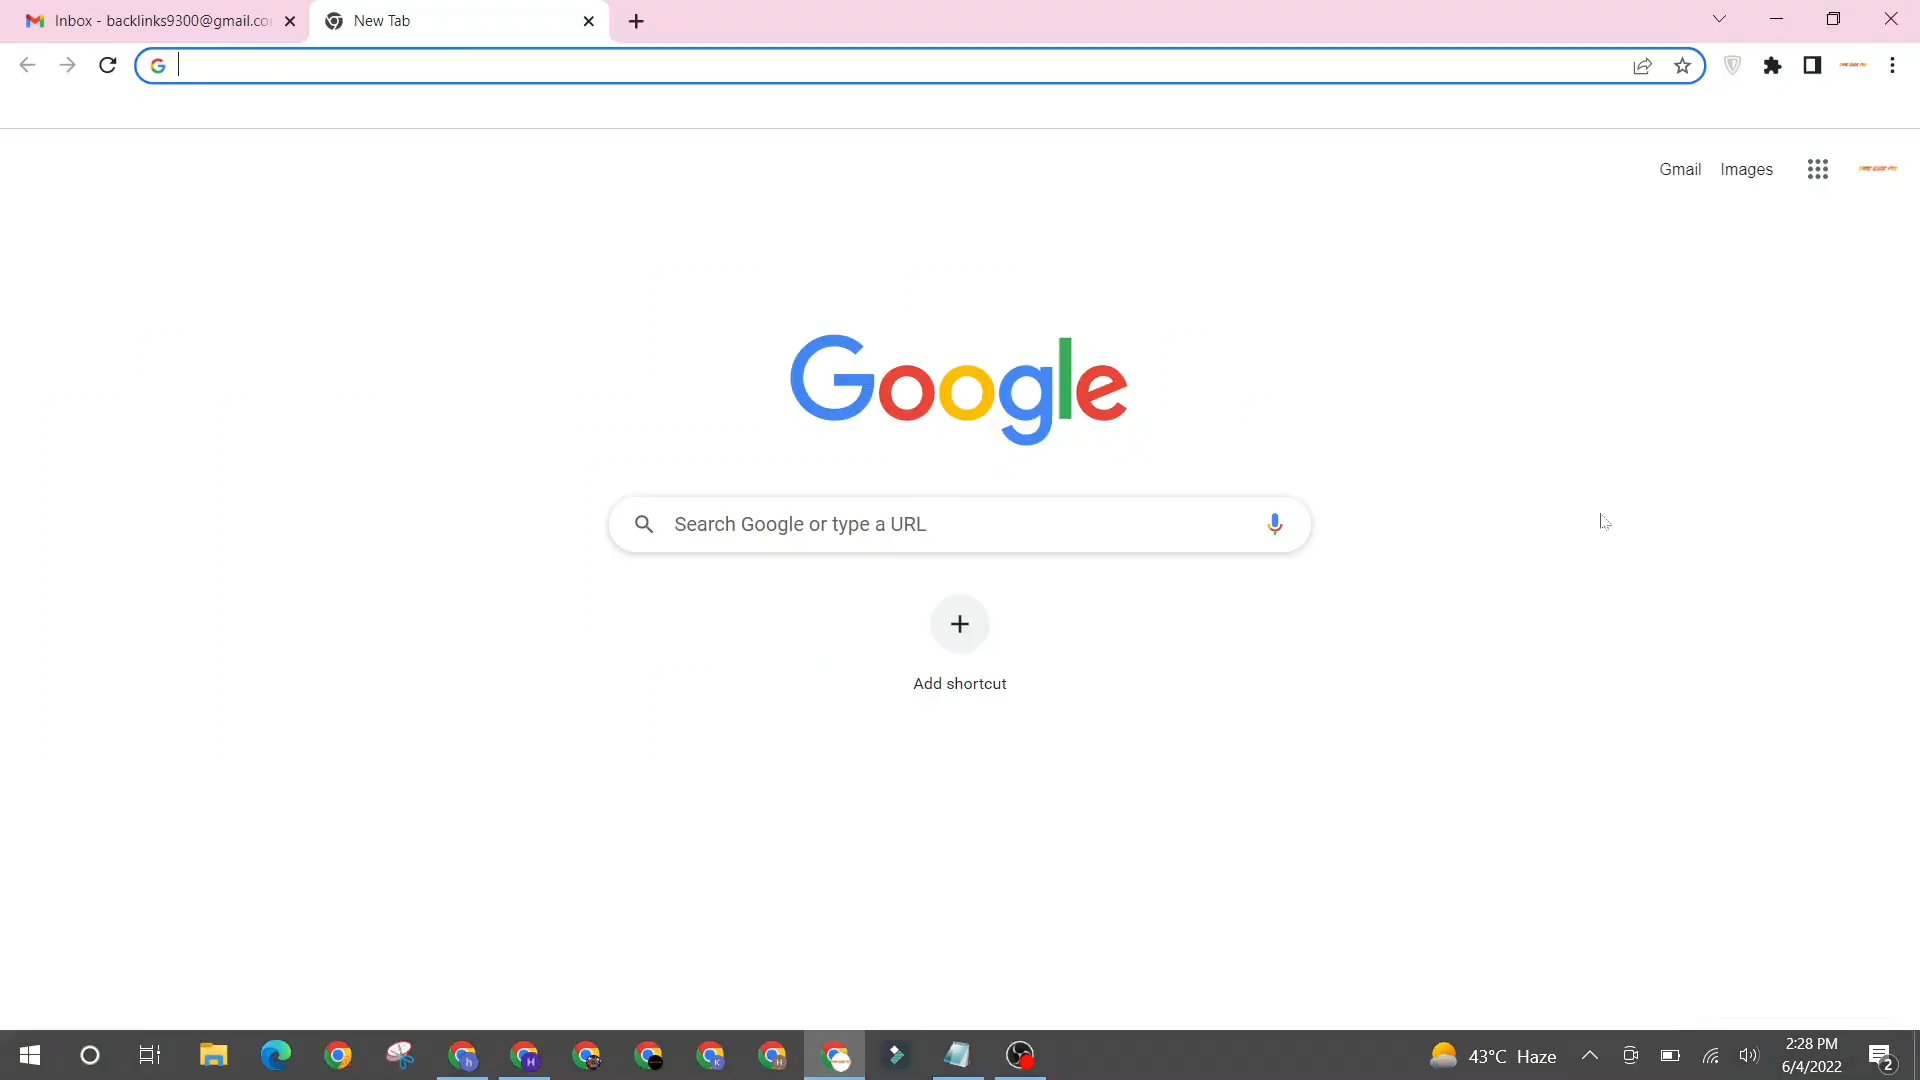 Inbox - backlinks9300@gmail.co
New Tab
Gmail
Images
Google
Search Google or type a URL
Add shortcut
43°C Haze
2:28 PM
6/4/2022
2